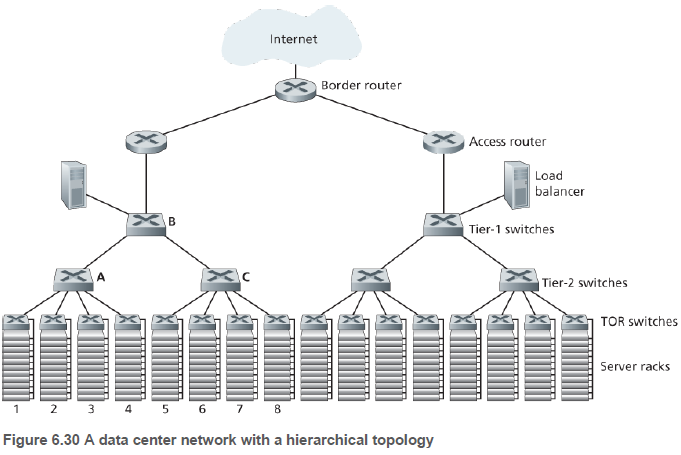 Internet
Border router
Access router
Load
balancer
B
Tier-1 switches
A
C
Tier-2 switches
TOR switches
Server racks
1 2 3 4 5 6 7 8
Figure 6.30 A data center network with a hierarchical topology